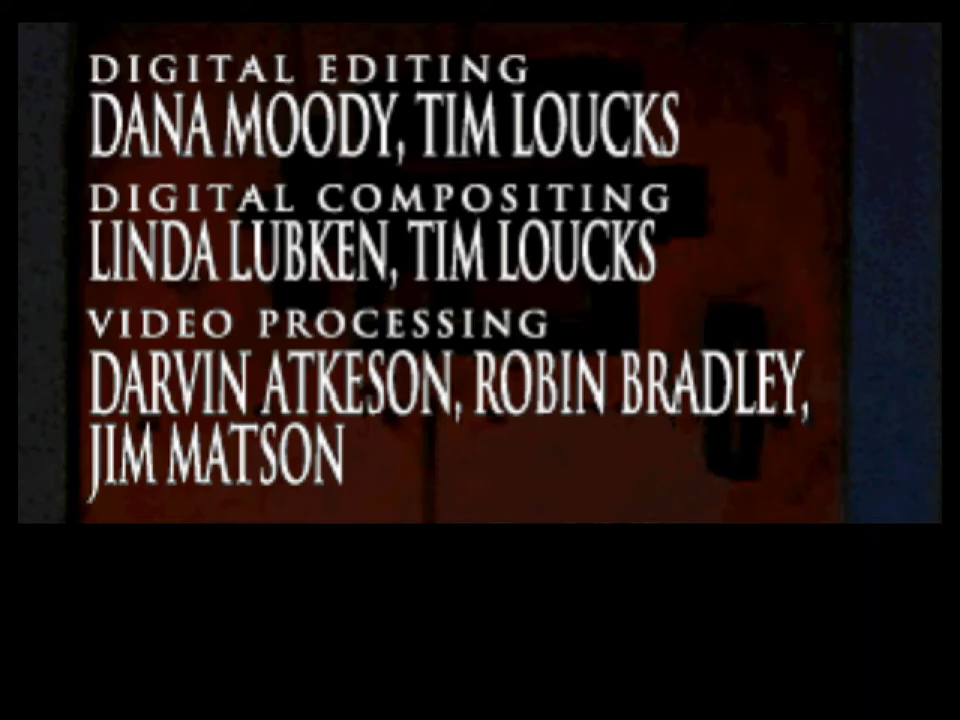 DIGITAL EDITING
DANA MOODY, TIM LOUCKS
DIGITAL COMPOSITING
LINDA LUBKEN, TIM LOUCKS
VIDEO PROCESSING
DARVIN ATKESON, ROBIN BRADLEY,
JIM MATSON